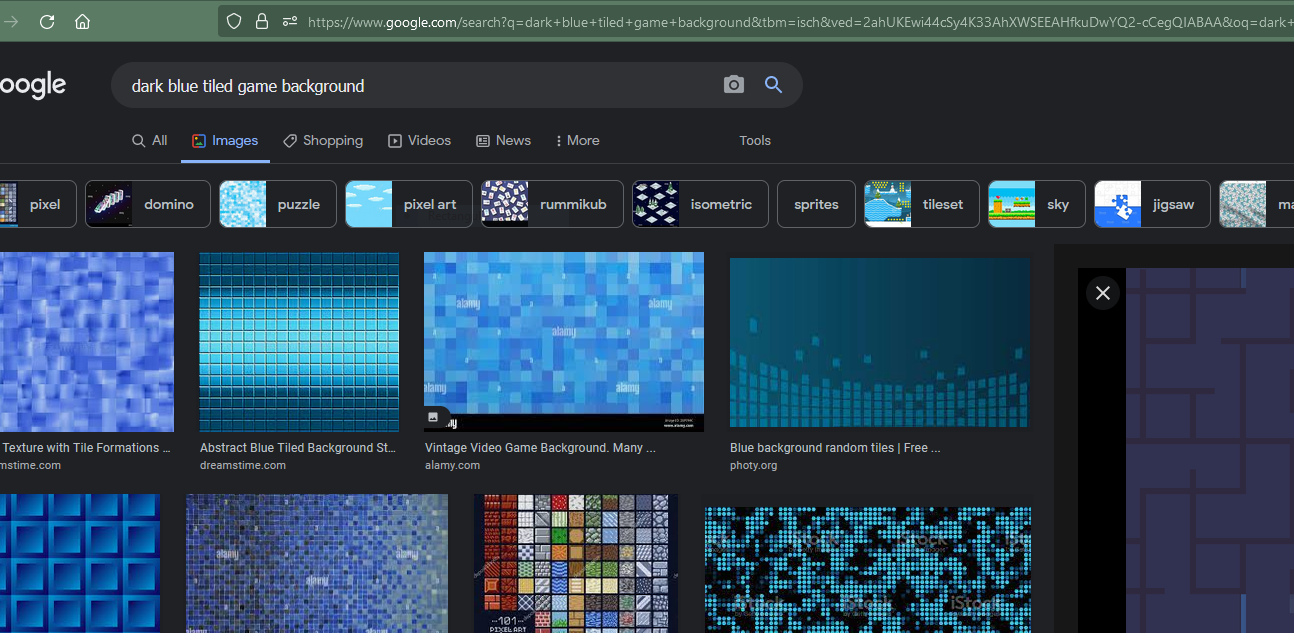 https://www.google.com/search?q=dark+blue+tiled+game+background&tbm=isch&ved=2ahUKEwi44cSy4K33AhXWSEEAHfkuDwYQ2-cCegQIABAA&oq=dark+
oogle
dark blue tiled game background
All Images Shopping Videos News More Tools
pixel domino puzzle pixel art rummikub isometric sprites tileset sky jigsaw ma
alamy a alamy
a alamy a
alamy a alamy
Texture with Tile Formations ... Abstract Blue Tiled Background St... Vintage Video Game Background. Many ... Blue background random tiles | Free ...
mstime.com dreamstime.com alamy.com photy.org
alamy a alamy
a alamy a
iStock
iStock
--101--
PIXEL ART